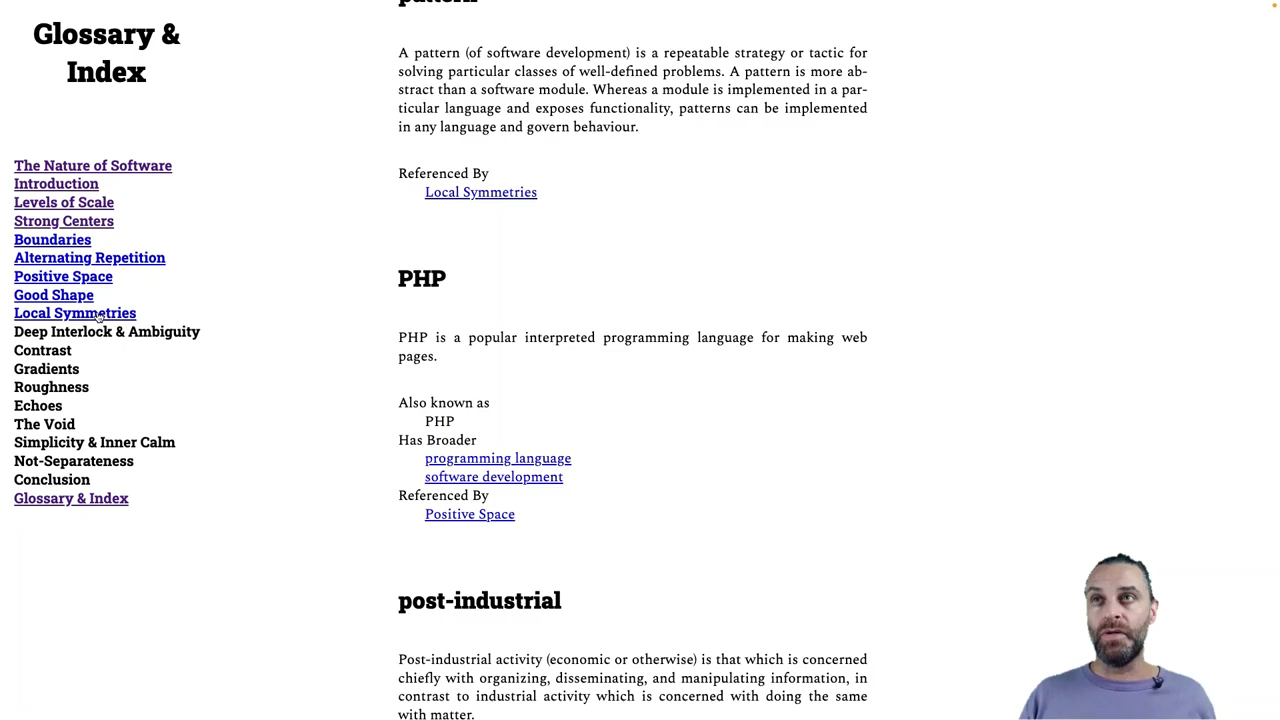 Glossary &
Index
The Nature of Software
Introduction
Levels of Scale
Strong Centers
Boundaries
Alternating Repetition
Positive Space
Good Shape
Local Symmetries
Deep Interlock & Ambiguity
Contrast
Gradients
Roughness
Echoes
The Void
Simplicity & Inner Calm
Not-Separateness
Conclusion
Glossary & Index
pattern
A pattern (of software development) is a repeatable strategy or tactic for
solving particular classes of well-defined problems. A pattern is more ab-
stract than a software module. Whereas a module is implemented in a par-
ticular language and exposes functionality, patterns can be implemented
in any language and govern behaviour.
Referenced By
Local Symmetries
PHP
PHP is a popular interpreted programming language for making web
pages.
Also known as
PHP
Has Broader
programming language
software development
Referenced By
Positive Space
post-industrial
Post-industrial activity (economic or otherwise) is that which is concerned
chiefly with organizing, disseminating, and manipulating information, in
contrast to industrial activity which is concerned with doing the same
with matter.